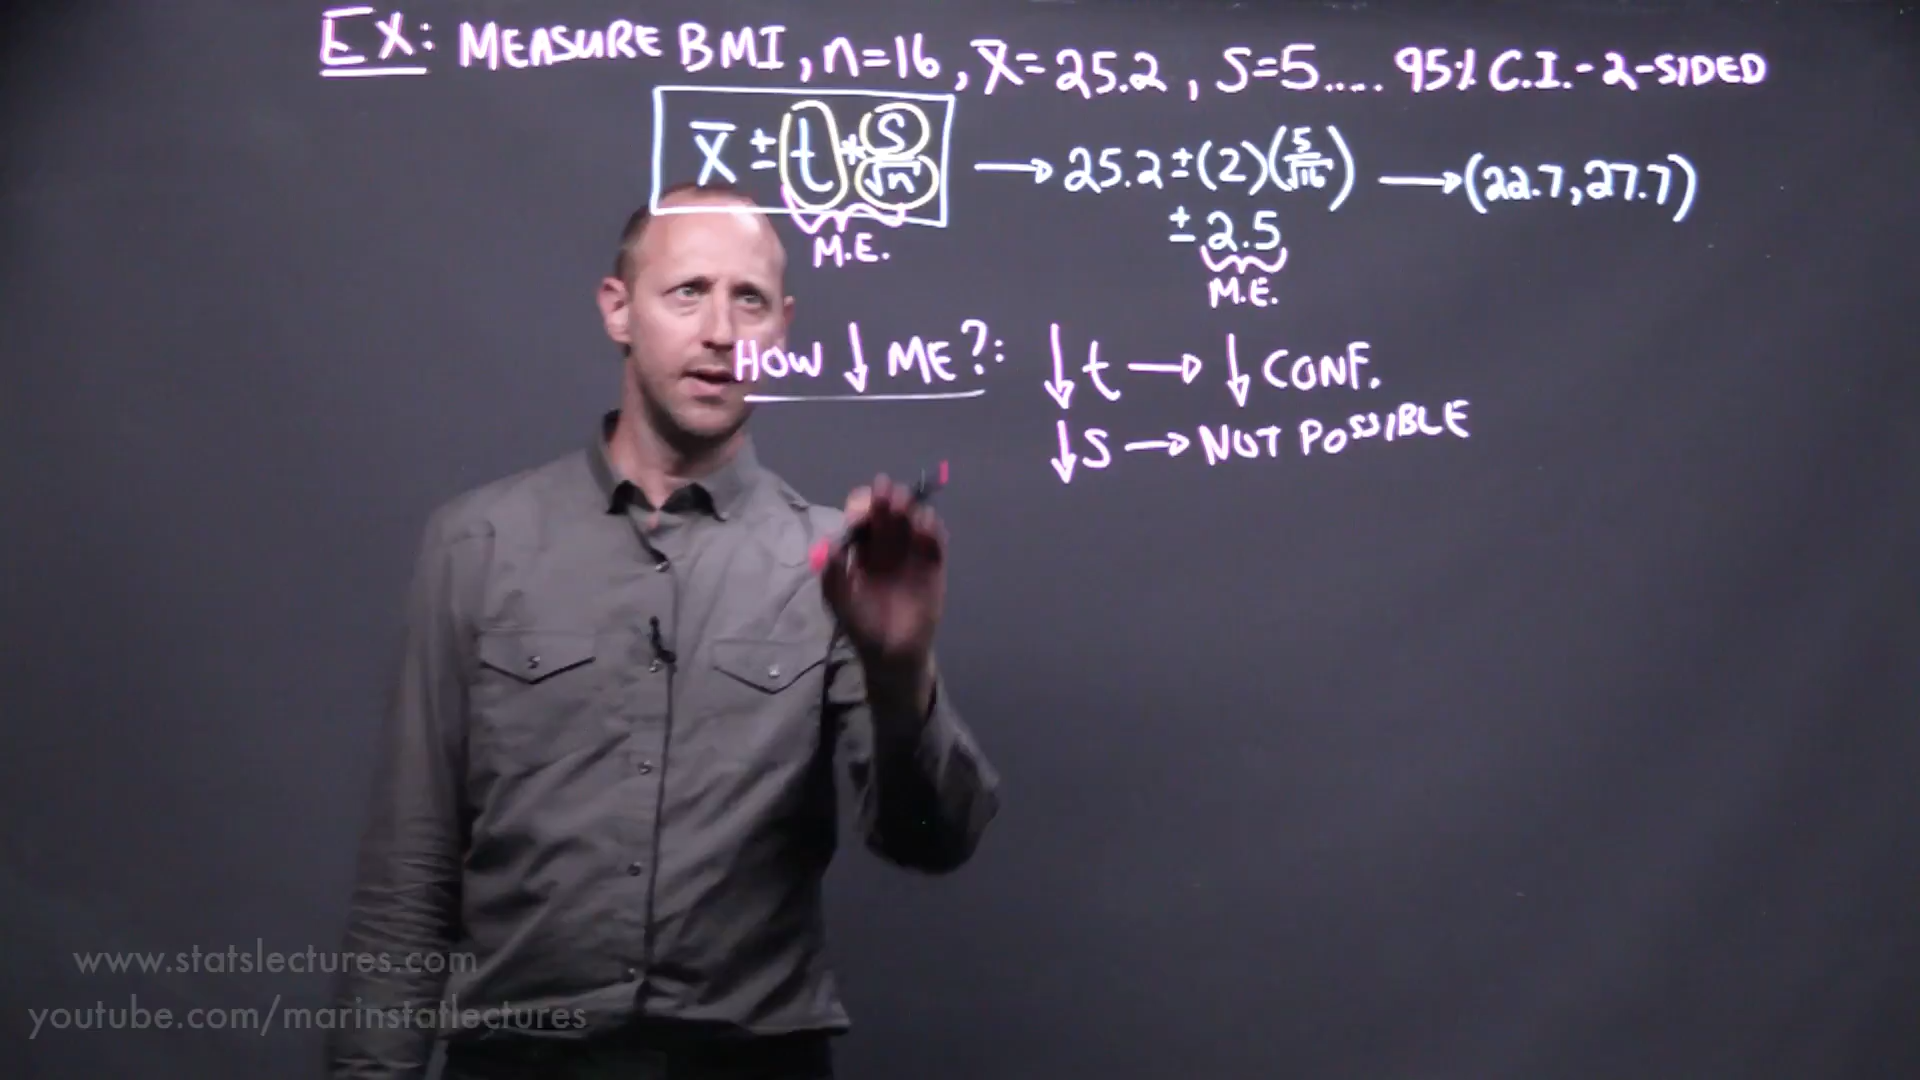 EX: MEASURE BMI, n=16, x̄=25.2, S=5.... 95% C.I.-2-SIDED
x̄ ± t * S/√n → 25.2 ± (2)(5/√16) → (22.7, 27.7)
± 2.5
M.E.
M.E.
HOW ↓ ME?: ↓ t → ↓ CONF.
↓ S → NOT POSSIBLE
www.statslectures.com
youtube.com/marinstatlectures